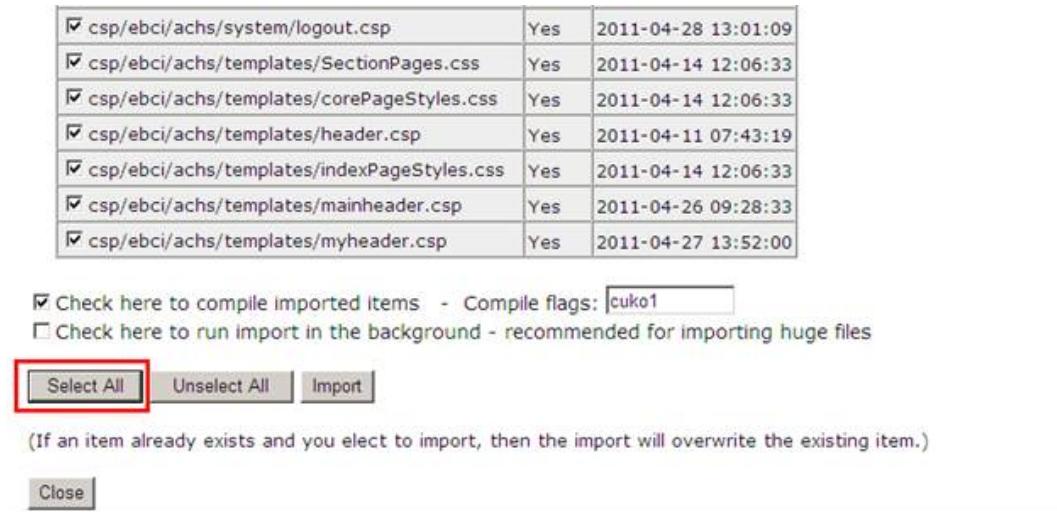 csp/ebci/achs/system/logout.csp Yes 2011-04-28 13:01:09
csp/ebci/achs/templates/SectionPages.css Yes 2011-04-14 12:06:33
csp/ebci/achs/templates/corePageStyles.css Yes 2011-04-14 12:06:33
csp/ebci/achs/templates/header.csp Yes 2011-04-11 07:43:19
csp/ebci/achs/templates/indexPageStyles.css Yes 2011-04-14 12:06:33
csp/ebci/achs/templates/mainheader.csp Yes 2011-04-26 09:28:33
csp/ebci/achs/templates/myheader.csp Yes 2011-04-27 13:52:00
Check here to compile imported items - Compile flags: cuko1
Check here to run import in the background - recommended for importing huge files
Select All Unselect All Import
(If an item already exists and you elect to import, then the import will overwrite the existing item.)
Close